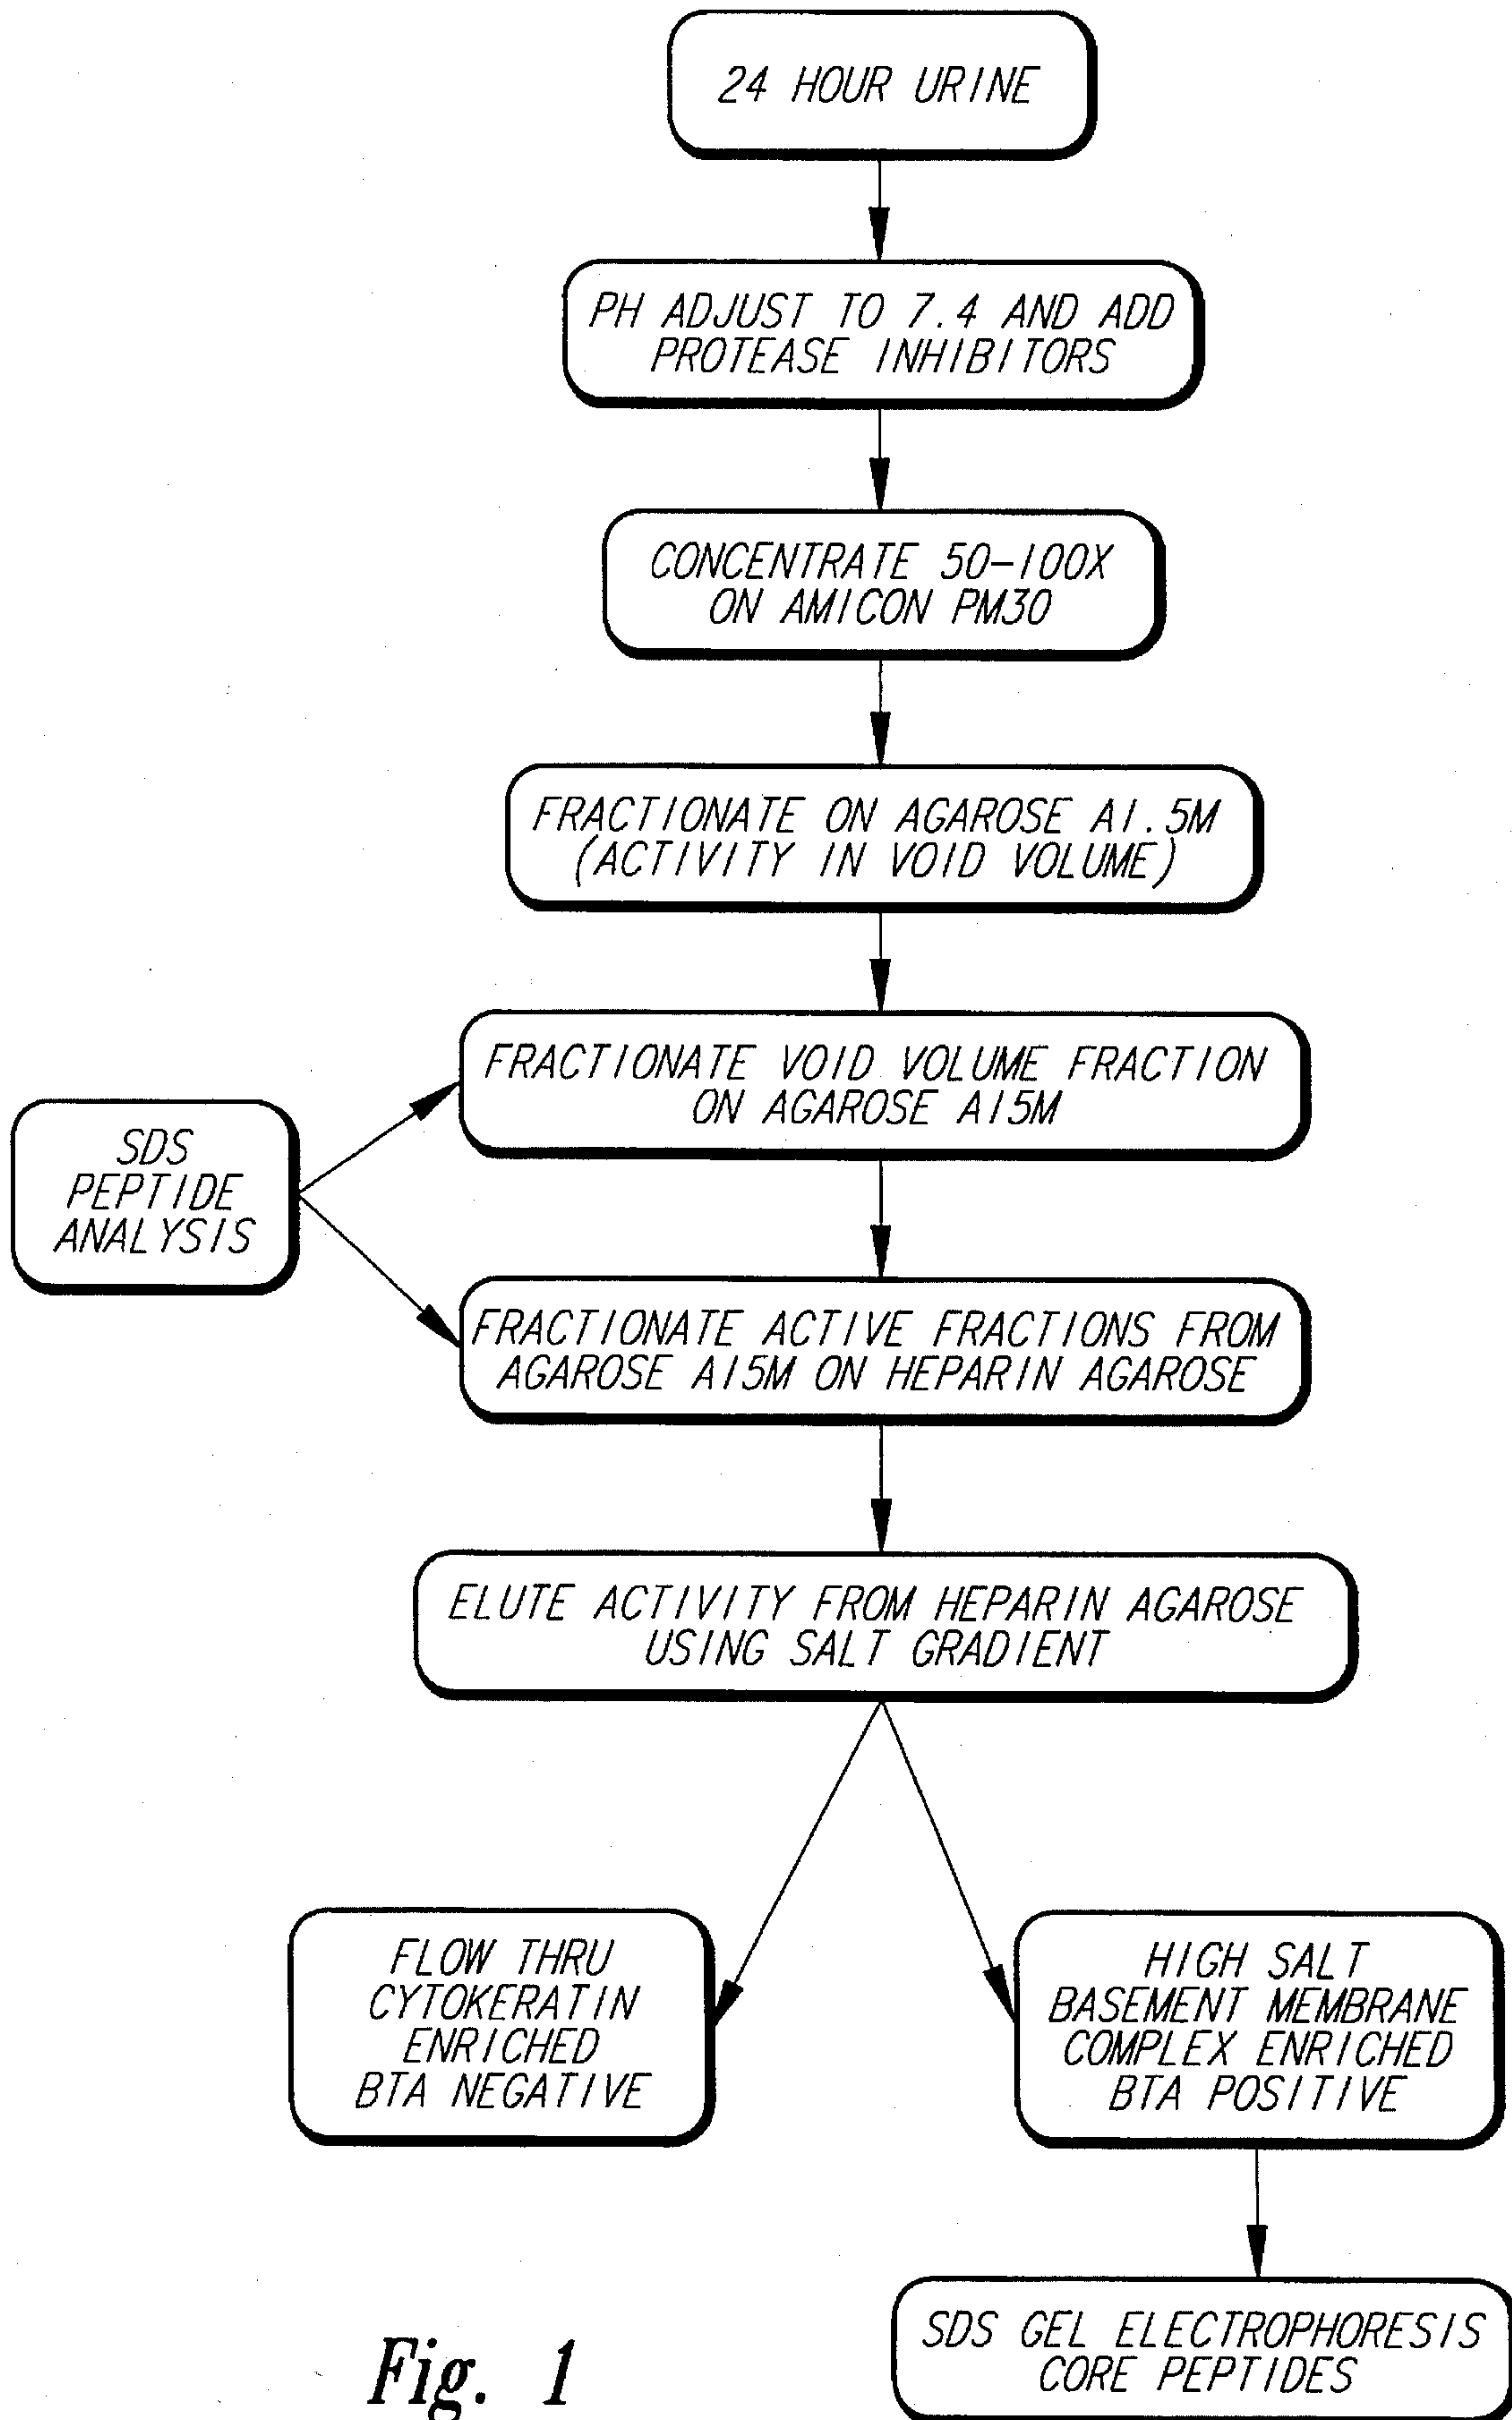 24 HOUR URINE
PH ADJUST TO 7.4 AND ADD
PROTEASE INHIBITORS
CONCENTRATE 50-100X
ON AMICON PM30
FRACTIONATE ON AGAROSE A1.5M
(ACTIVITY IN VOID VOLUME)
FRACTIONATE VOID VOLUME FRACTION
ON AGAROSE A15M
SDS
PEPTIDE
ANALYSIS
FRACTIONATE ACTIVE FRACTIONS FROM
AGAROSE A15M ON HEPARIN AGAROSE
ELUTE ACTIVITY FROM HEPARIN AGAROSE
USING SALT GRADIENT
FLOW THRU
CYTOKERATIN
ENRICHED
BTA NEGATIVE
HIGH SALT
BASEMENT MEMBRANE
COMPLEX ENRICHED
BTA POSITIVE
SDS GEL ELECTROPHORESIS
CORE PEPTIDES
Fig. 1